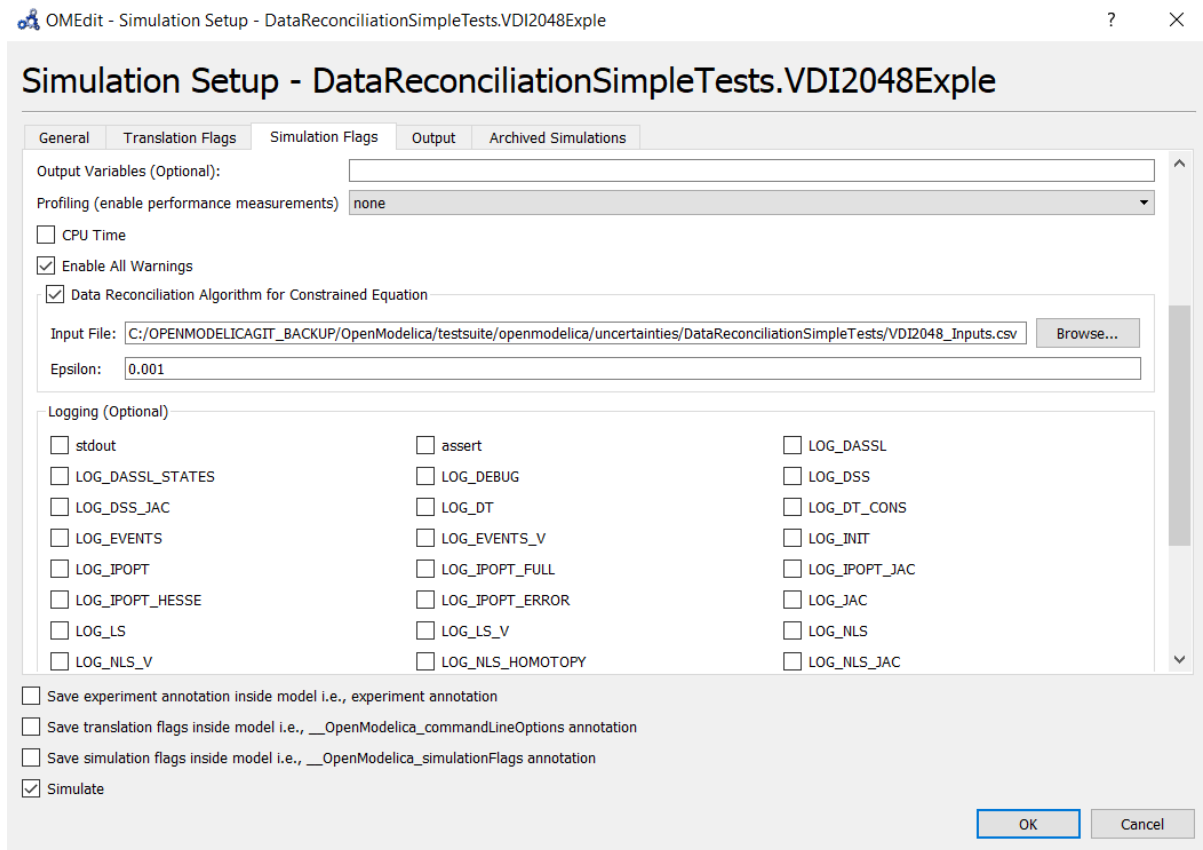 OMEdit - Simulation Setup - DataReconciliationSimpleTests.VDI2048Exple ?
Simulation Setup - DataReconciliationSimpleTests.VDI2048Exple
General Translation Flags Simulation Flags Output Archived Simulations
Output Variables (Optional):
Profiling (enable performance measurements) none
CPU Time
Enable All Warnings
Data Reconciliation Algorithm for Constrained Equation
Input File: C:/OPENMODELICAGIT_BACKUP/OpenModelica/testsuite/openmodelica/uncertainties/DataReconciliationSimpleTests/VDI2048_Inputs.csv Browse...
Epsilon: 0.001
Logging (Optional)
stdout assert LOG_DASSL
LOG_DASSL_STATES LOG_DEBUG LOG_DSS
LOG_DSS_JAC LOG_DT LOG_DT_CONS
LOG_EVENTS LOG_EVENTS_V LOG_INIT
LOG_IPOPT LOG_IPOPT_FULL LOG_IPOPT_JAC
LOG_IPOPT_HESSE LOG_IPOPT_ERROR LOG_JAC
LOG_LS LOG_LS_V LOG_NLS
LOG_NLS_V LOG_NLS_HOMOTOPY LOG_NLS_JAC
Save experiment annotation inside model i.e., experiment annotation
Save translation flags inside model i.e., __OpenModelica_commandLineOptions annotation
Save simulation flags inside model i.e., __OpenModelica_simulationFlags annotation
Simulate
OK Cancel